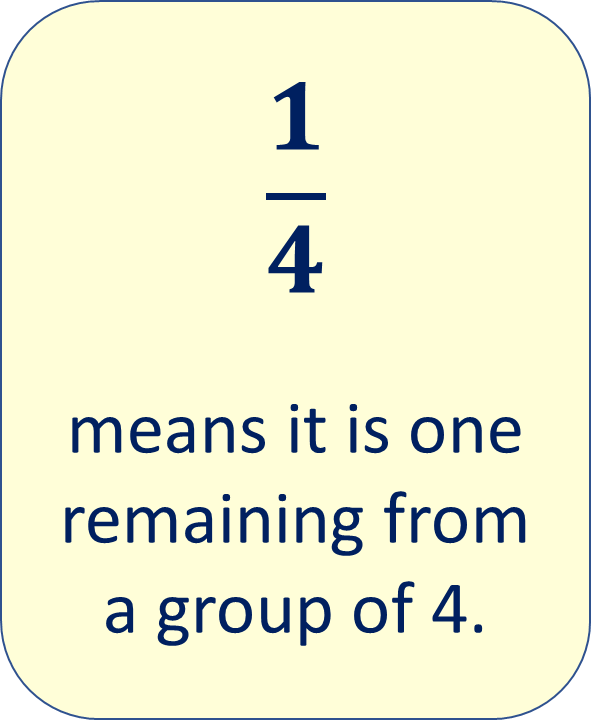 1
4
means it is one
remaining from
a group of 4.